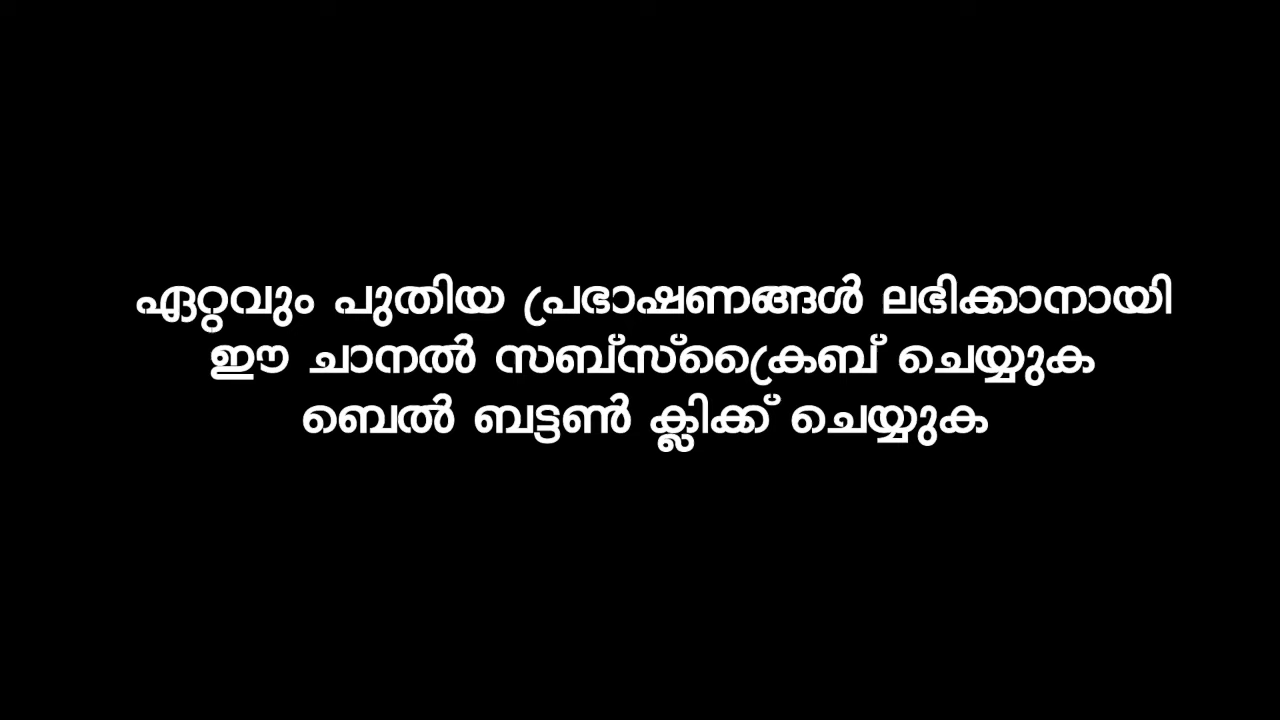 ഏറ്റവും പുതിയ പ്രഭാഷണങ്ങൾ ലഭിക്കാനായി
ഈ ചാനൽ സബ്സ്ക്രൈബ് ചെയ്യുക
ബെൽ ബട്ടൺ ക്ലിക്ക് ചെയ്യുക